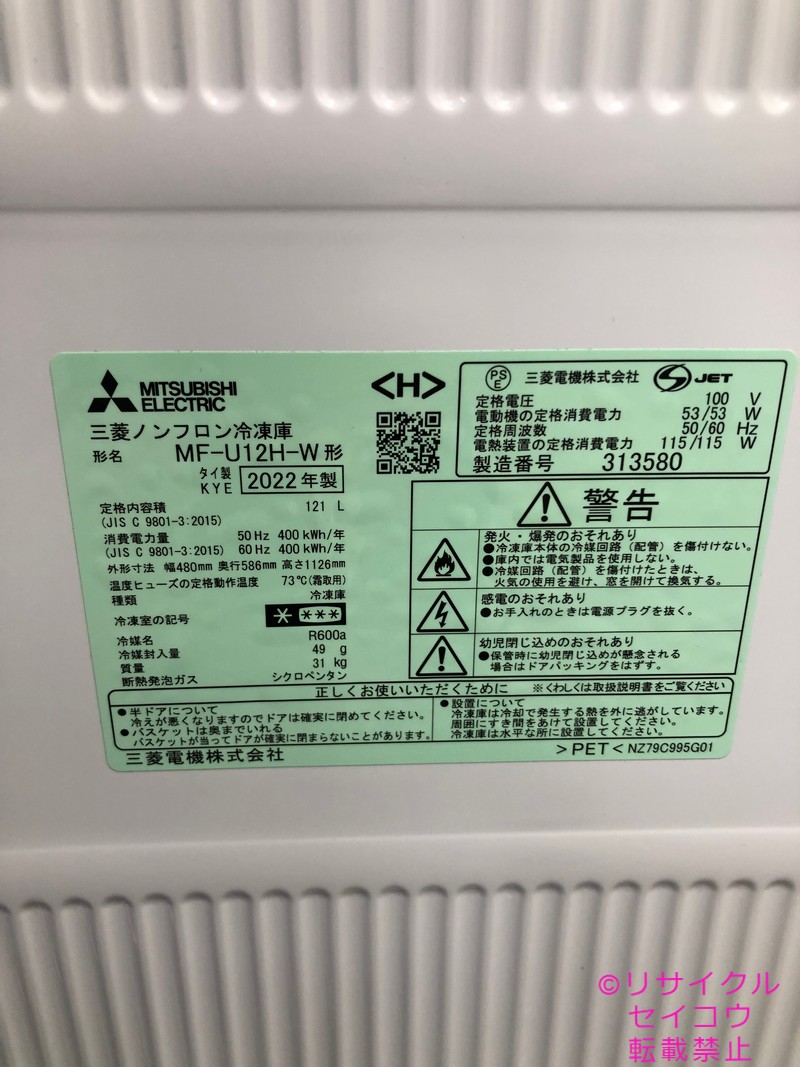 MITSUBISHI
ELECTRIC
三菱ノンフロン冷凍庫
形名 MF-U12H-W 形
タイ製
KYE 2022年製
定格内容積 121 L
(JIS C 9801-3:2015)
消費電力量 50Hz 400kWh/年
(JIS C 9801-3:2015) 60Hz 400kWh/年
外形寸法 幅480mm 奥行586mm 高さ1126mm
温度ヒューズの定格動作温度 73℃(霜取用)
種類 冷凍庫
冷凍室の記号 * ***
冷媒名 R600a
冷媒封入量 49 g
質量 31 kg
断熱発泡ガス シクロペンタン
<H>
PSE 三菱電機株式会社 S JET
定格電圧 100 V
電動機の定格消費電力 53/53 W
定格周波数 50/60 Hz
電熱装置の定格消費電力 115/115 W
製造番号 313580
警告
発火・爆発のおそれあり
●冷凍庫本体の冷媒回路(配管)を傷付けない。
●庫内では電気製品を使用しない。
●冷媒回路(配管)を傷付けたときは、
火気の使用を避け、窓を開けて換気する。
感電のおそれあり
●お手入れのときは電源プラグを抜く。
幼児閉じ込めのおそれあり
●保管時に幼児閉じ込めが懸念される
場合はドアパッキングをはずす。
正しくお使いいただくために ※くわしくは取扱説明書をご覧ください
●半ドアについて
冷えが悪くなりますのでドアは確実に閉めてください。
●バスケットは奥までいれる
バスケットが当ってドアが確実に閉まらないことがあります。
●設置について
冷凍庫は冷却で発生する熱を外に逃がしています。
周囲にすき間をあけて設置してください。
冷凍庫は水平な所に設置してください。
三菱電機株式会社 >PET< NZ79C995G01
©リサイクル
セイコウ
転載禁止